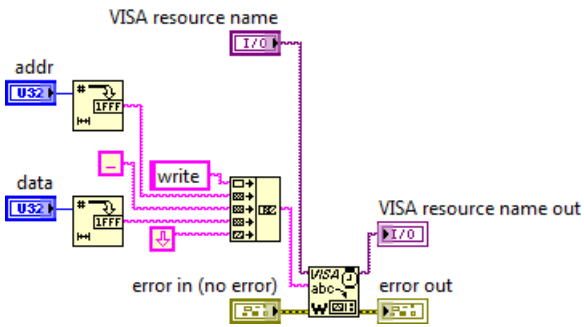 VISA resource name
I/O
addr
U32
#
1FFF
write
data
U32
#
1FFF
VISA resource name out
I/O
error in (no error)
VISA
abc
W
error out